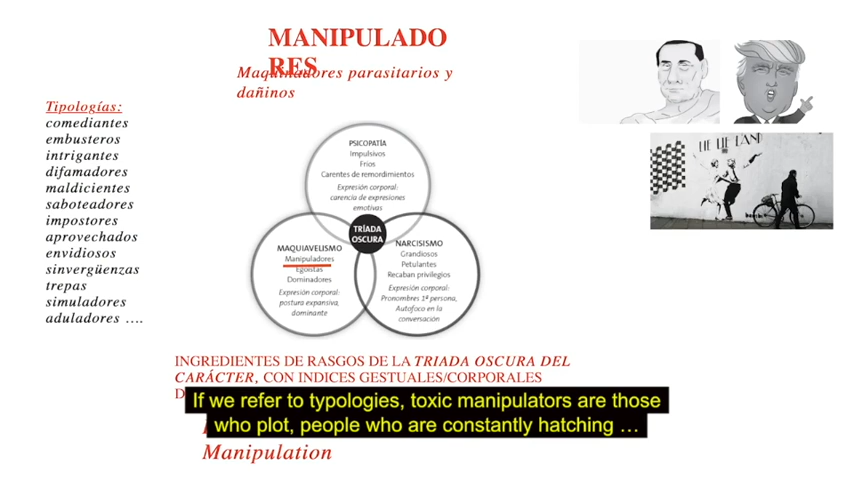 MANIPULADO
RES
Maquinadores parasitarios y
dañinos
Tipologías:
comediantes
embusteros
intrigantes
difamadores
maldicientes
saboteadores
impostores
aprovechados
envidiosos
sinvergüenzas
trepas
simuladores
aduladores ....
PSICOPATÍA
Impulsivos
Fríos
Carentes de remordimientos
Expresión corporal:
carencia de expresiones
emotivas
TRÍADA
OSCURA
MAQUIAVELISMO
Manipuladores
Egoístas
Dominadores
Expresión corporal:
postura expansiva,
dominante
NARCISISMO
Grandiosos
Petulantes
Recaban privilegios
Expresión corporal:
Pronombres 1ª persona,
Autofoco en la
conversación
LIE LIE LAND
INGREDIENTES DE RASGOS DE LA TRIADA OSCURA DEL
CARÁCTER, CON INDICES GESTUALES/CORPORALES
If we refer to typologies, toxic manipulators are those
who plot, people who are constantly hatching …
Manipulation